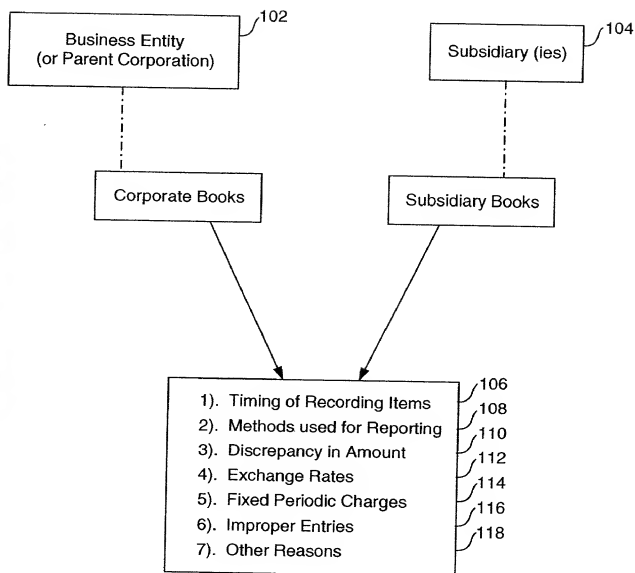 Business Entity
(or Parent Corporation)
102
Subsidiary (ies)
104
Corporate Books
Subsidiary Books
1). Timing of Recording Items
106
2). Methods used for Reporting
108
3). Discrepancy in Amount
110
4). Exchange Rates
112
5). Fixed Periodic Charges
114
6). Improper Entries
116
7). Other Reasons
118